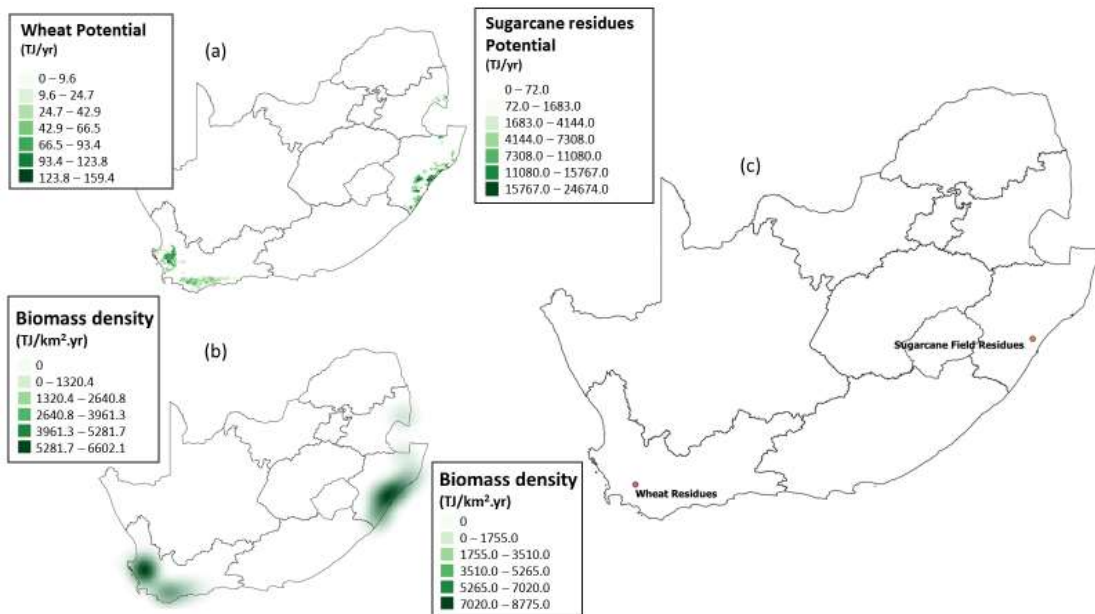 Wheat Potential
(TJ/yr)
0 – 9.6
9.6 – 24.7
24.7 – 42.9
42.9 – 66.5
66.5 – 93.4
93.4 – 123.8
123.8 – 159.4
(a)
Sugarcane residues
Potential
(TJ/yr)
0 – 72.0
72.0 – 1683.0
1683.0 – 4144.0
4144.0 – 7308.0
7308.0 – 11080.0
11080.0 – 15767.0
15767.0 – 24674.0
Biomass density
(TJ/km².yr)
0
0 – 1320.4
1320.4 – 2640.8
2640.8 – 3961.3
3961.3 – 5281.7
5281.7 – 6602.1
(b)
Biomass density
(TJ/km².yr)
0
0 – 1755.0
1755.0 – 3510.0
3510.0 – 5265.0
5265.0 – 7020.0
7020.0 – 8775.0
(c)
Sugarcane Field Residues
Wheat Residues